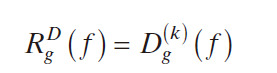 $R_g^D(f) = D_g^{(k)}(f)$